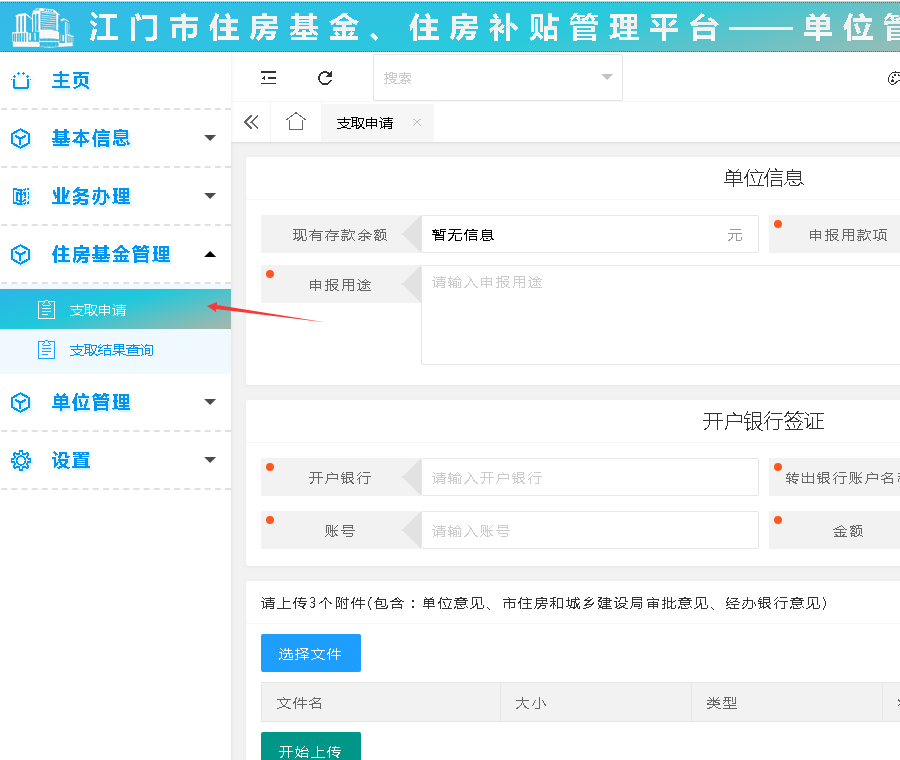 江门市住房基金、住房补贴管理平台——单位管
主页
基本信息
业务办理
住房基金管理
支取申请
支取结果查询
单位管理
设置
搜索
支取申请
单位信息
现有存款余额 暂无信息 元 申报用款项
申报用途 请输入申报用途
开户银行签证
开户银行 请输入开户银行 转出银行账户名
账号 请输入账号 金额
请上传3个附件(包含：单位意见、市住房和城乡建设局审批意见、经办银行意见)
选择文件
文件名 大小 类型
开始上传